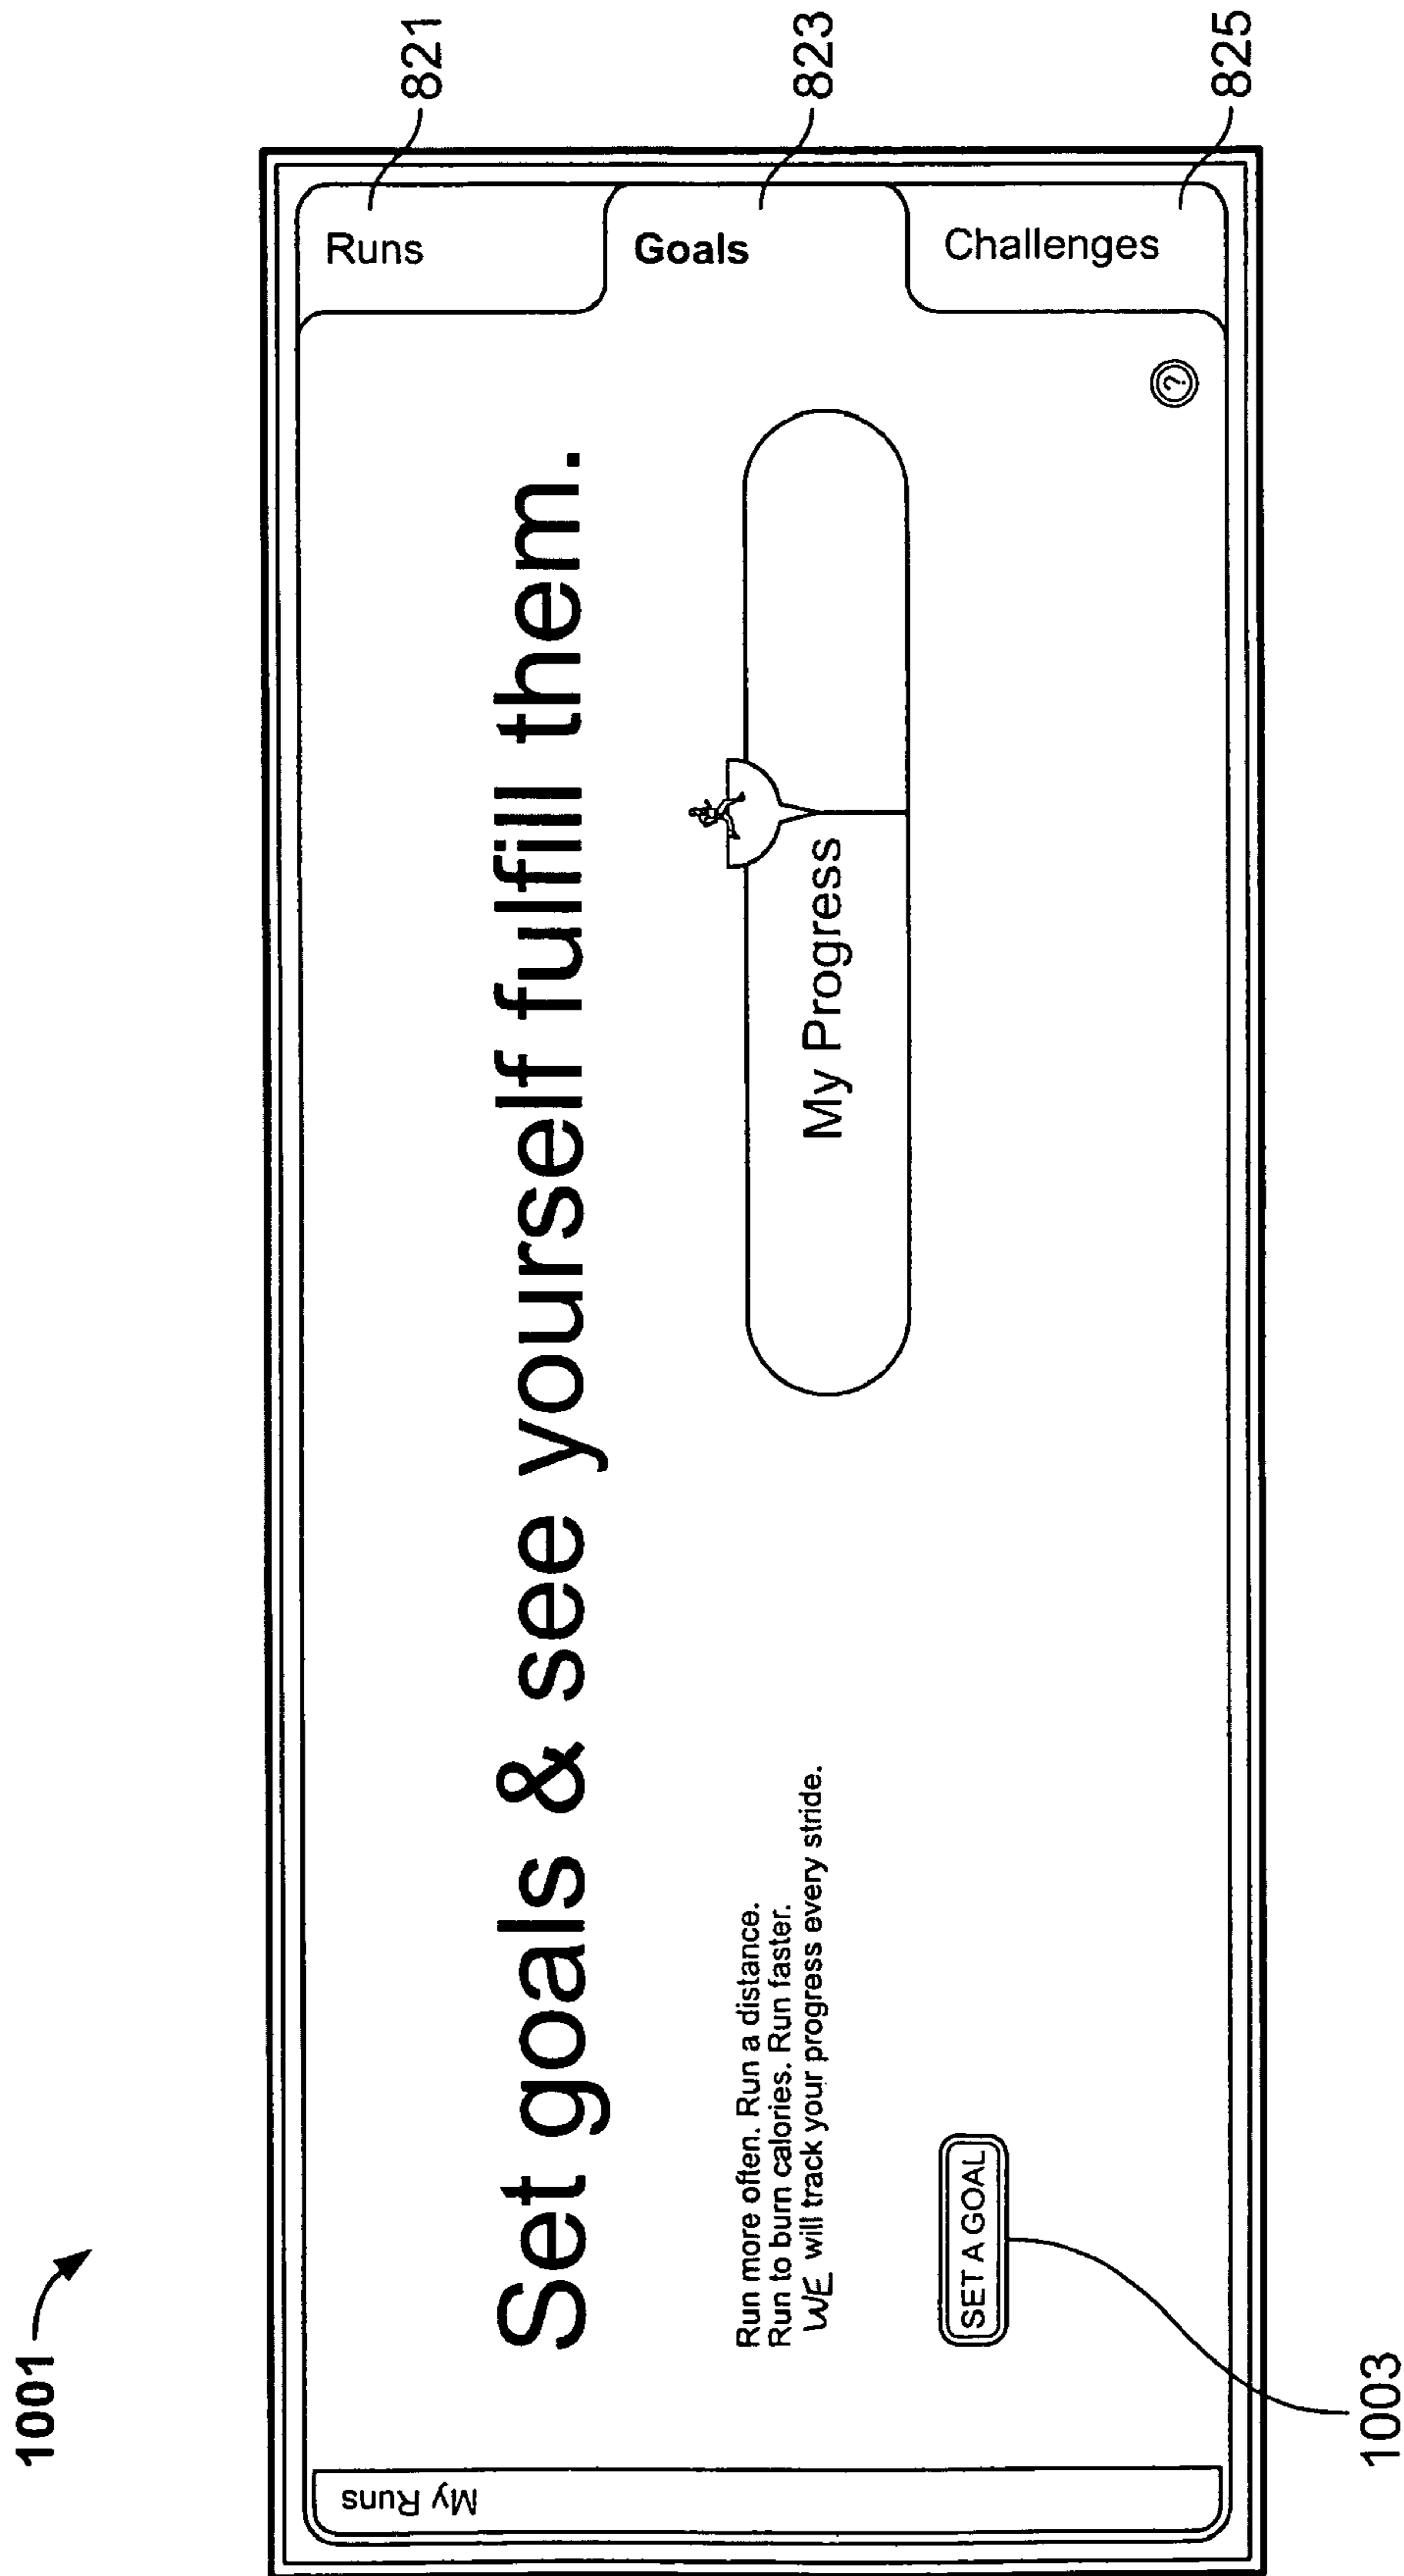 1001
821
823
825
Runs
Goals
Challenges
Set goals & see yourself fulfill them.
Run more often. Run a distance.
Run to burn calories. Run faster.
WE will track your progress every stride.
My Progress
SET A GOAL
?
My Runs
1003